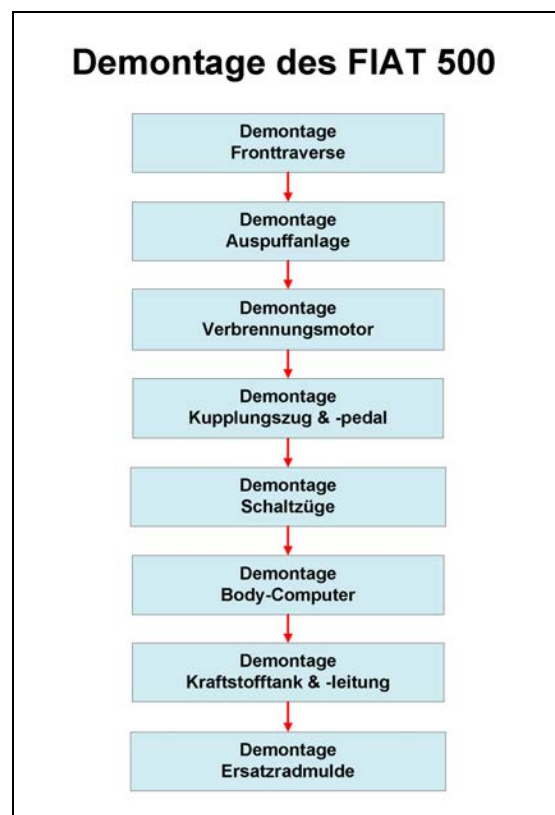 Demontage des FIAT 500
Demontage
Fronttraverse
Demontage
Auspuffanlage
Demontage
Verbrennungsmotor
Demontage
Kupplungszug & -pedal
Demontage
Schaltzüge
Demontage
Body-Computer
Demontage
Kraftstofftank & -leitung
Demontage
Ersatzradmulde